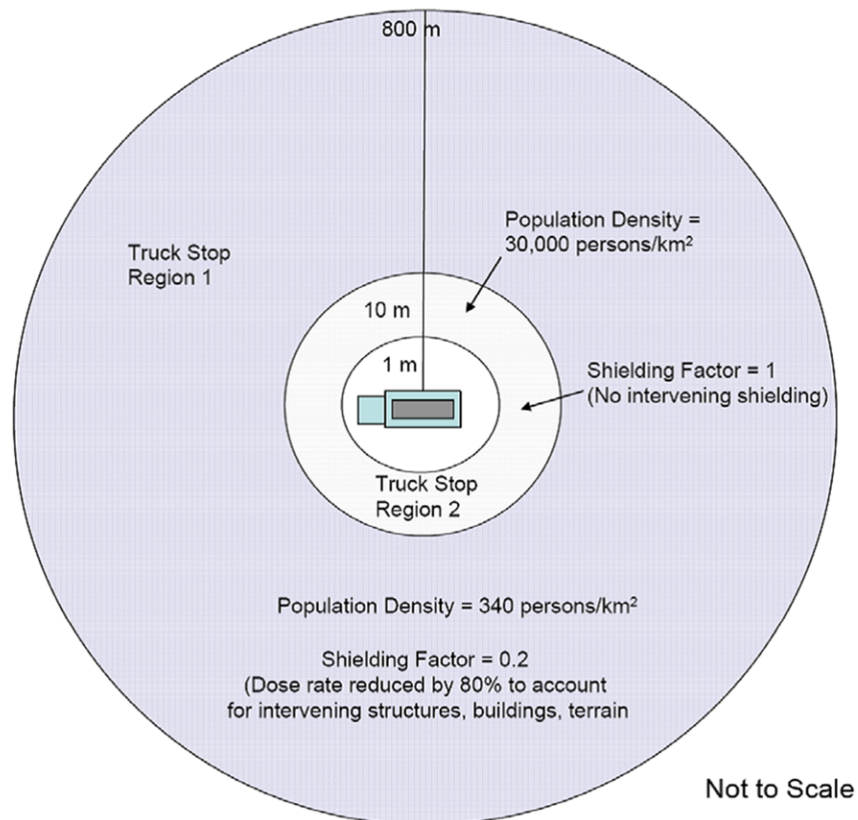 800 m
Population Density =
30,000 persons/km²
Truck Stop
Region 1
10 m
1 m
Shielding Factor = 1
(No intervening shielding)
Truck Stop
Region 2
Population Density = 340 persons/km²
Shielding Factor = 0.2
(Dose rate reduced by 80% to account
for intervening structures, buildings, terrain
Not to Scale